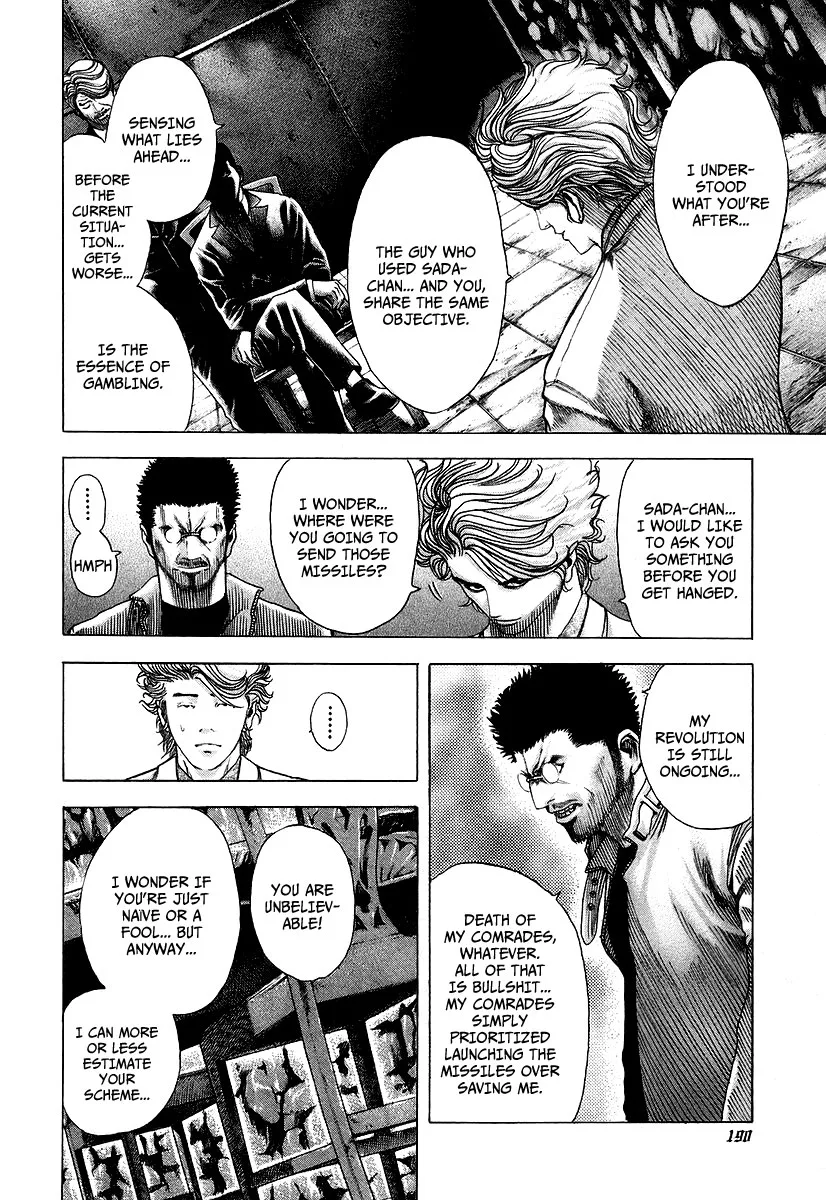 I UNDER-
STOOD
WHAT YOU'RE
AFTER...
THE GUY WHO
USED SADA-
CHAN... AND YOU,
SHARE THE SAME
OBJECTIVE.
SENSING
WHAT LIES
AHEAD...
BEFORE
THE
CURRENT
SITUA-
TION...
GETS
WORSE...
IS THE
ESSENCE OF
GAMBLING.
SADA-CHAN...
I WOULD LIKE
TO ASK YOU
SOMETHING
BEFORE YOU
GET HANGED.
I WONDER...
WHERE WERE
YOU GOING TO
SEND THOSE
MISSILES?
......
HMPH
MY
REVOLUTION
IS STILL
ONGOING...
DEATH OF
MY COMRADES,
WHATEVER.
ALL OF THAT
IS BULLSHIT...
MY COMRADES
SIMPLY
PRIORITIZED
LAUNCHING THE
MISSILES OVER
SAVING ME.
......
YOU ARE
UNBELIEV-
ABLE!
I WONDER IF
YOU'RE JUST
NAÏVE OR A
FOOL... BUT
ANYWAY...
I CAN MORE
OR LESS
ESTIMATE
YOUR
SCHEME...
190